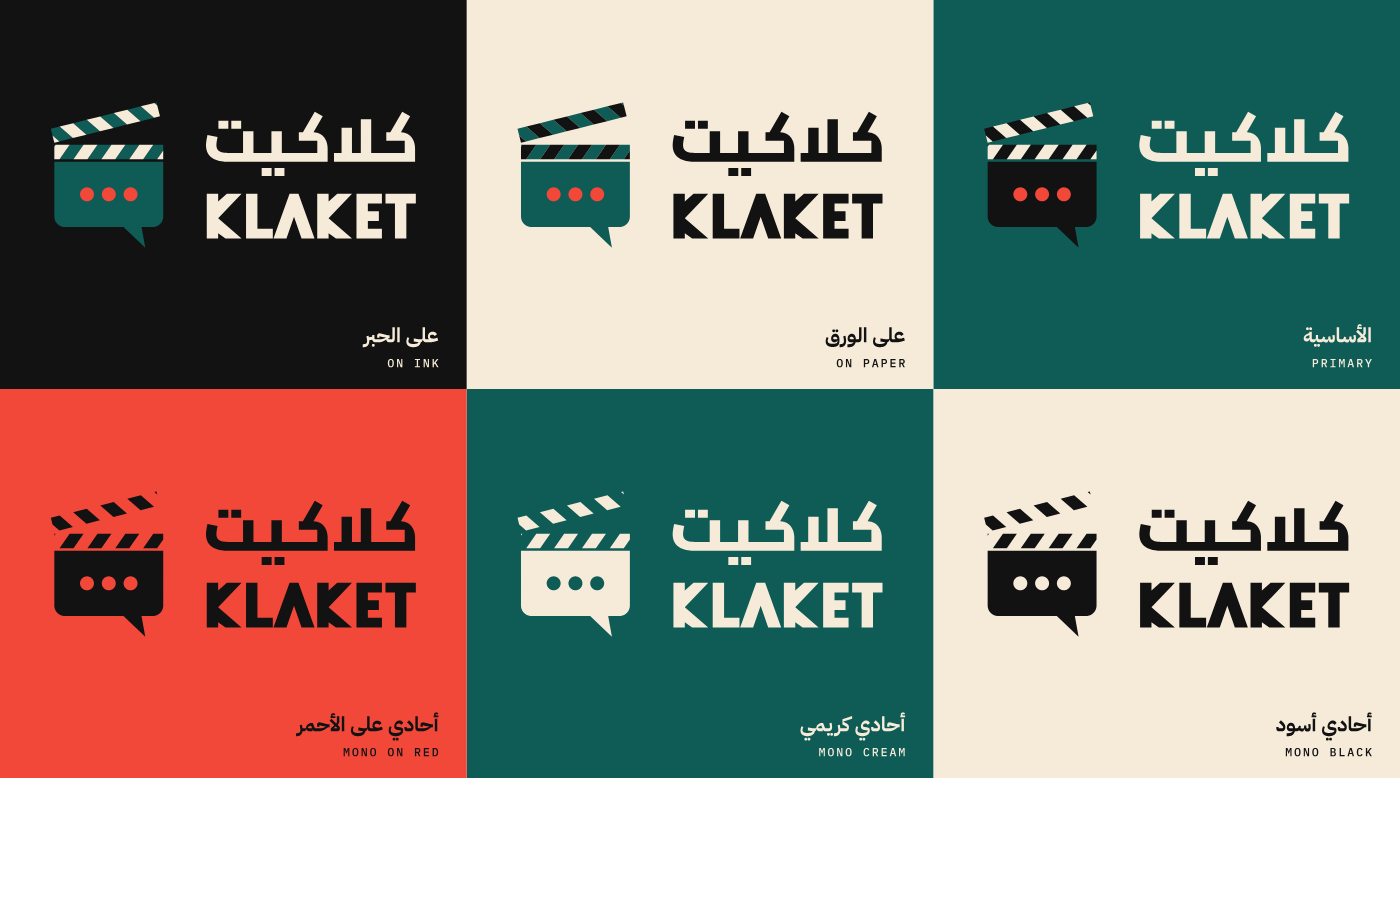 كلاكيت
KLAKET
الأساسية
PRIMARY
كلاكيت
KLAKET
على الورق
ON PAPER
كلاكيت
KLAKET
على الحبر
ON INK
كلاكيت
KLAKET
أحادي أسود
MONO BLACK
كلاكيت
KLAKET
أحادي كريمي
MONO CREAM
كلاكيت
KLAKET
أحادي على الأحمر
MONO ON RED